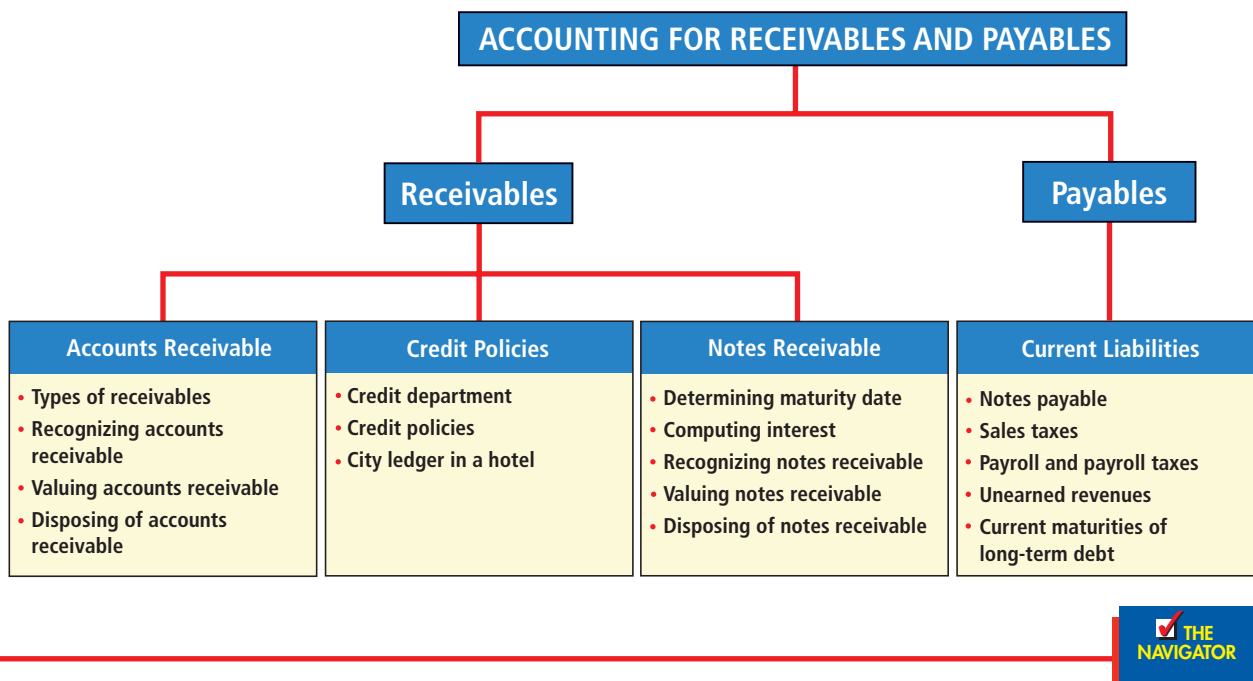 ACCOUNTING FOR RECEIVABLES AND PAYABLES
Receivables
Payables
Accounts Receivable
• Types of receivables
• Recognizing accounts
receivable
• Valuing accounts receivable
• Disposing of accounts
receivable
Credit Policies
• Credit department
• Credit policies
• City ledger in a hotel
Notes Receivable
• Determining maturity date
• Computing interest
• Recognizing notes receivable
• Valuing notes receivable
• Disposing of notes receivable
Current Liabilities
• Notes payable
• Sales taxes
• Payroll and payroll taxes
• Unearned revenues
• Current maturities of
long-term debt
THE
NAVIGATOR